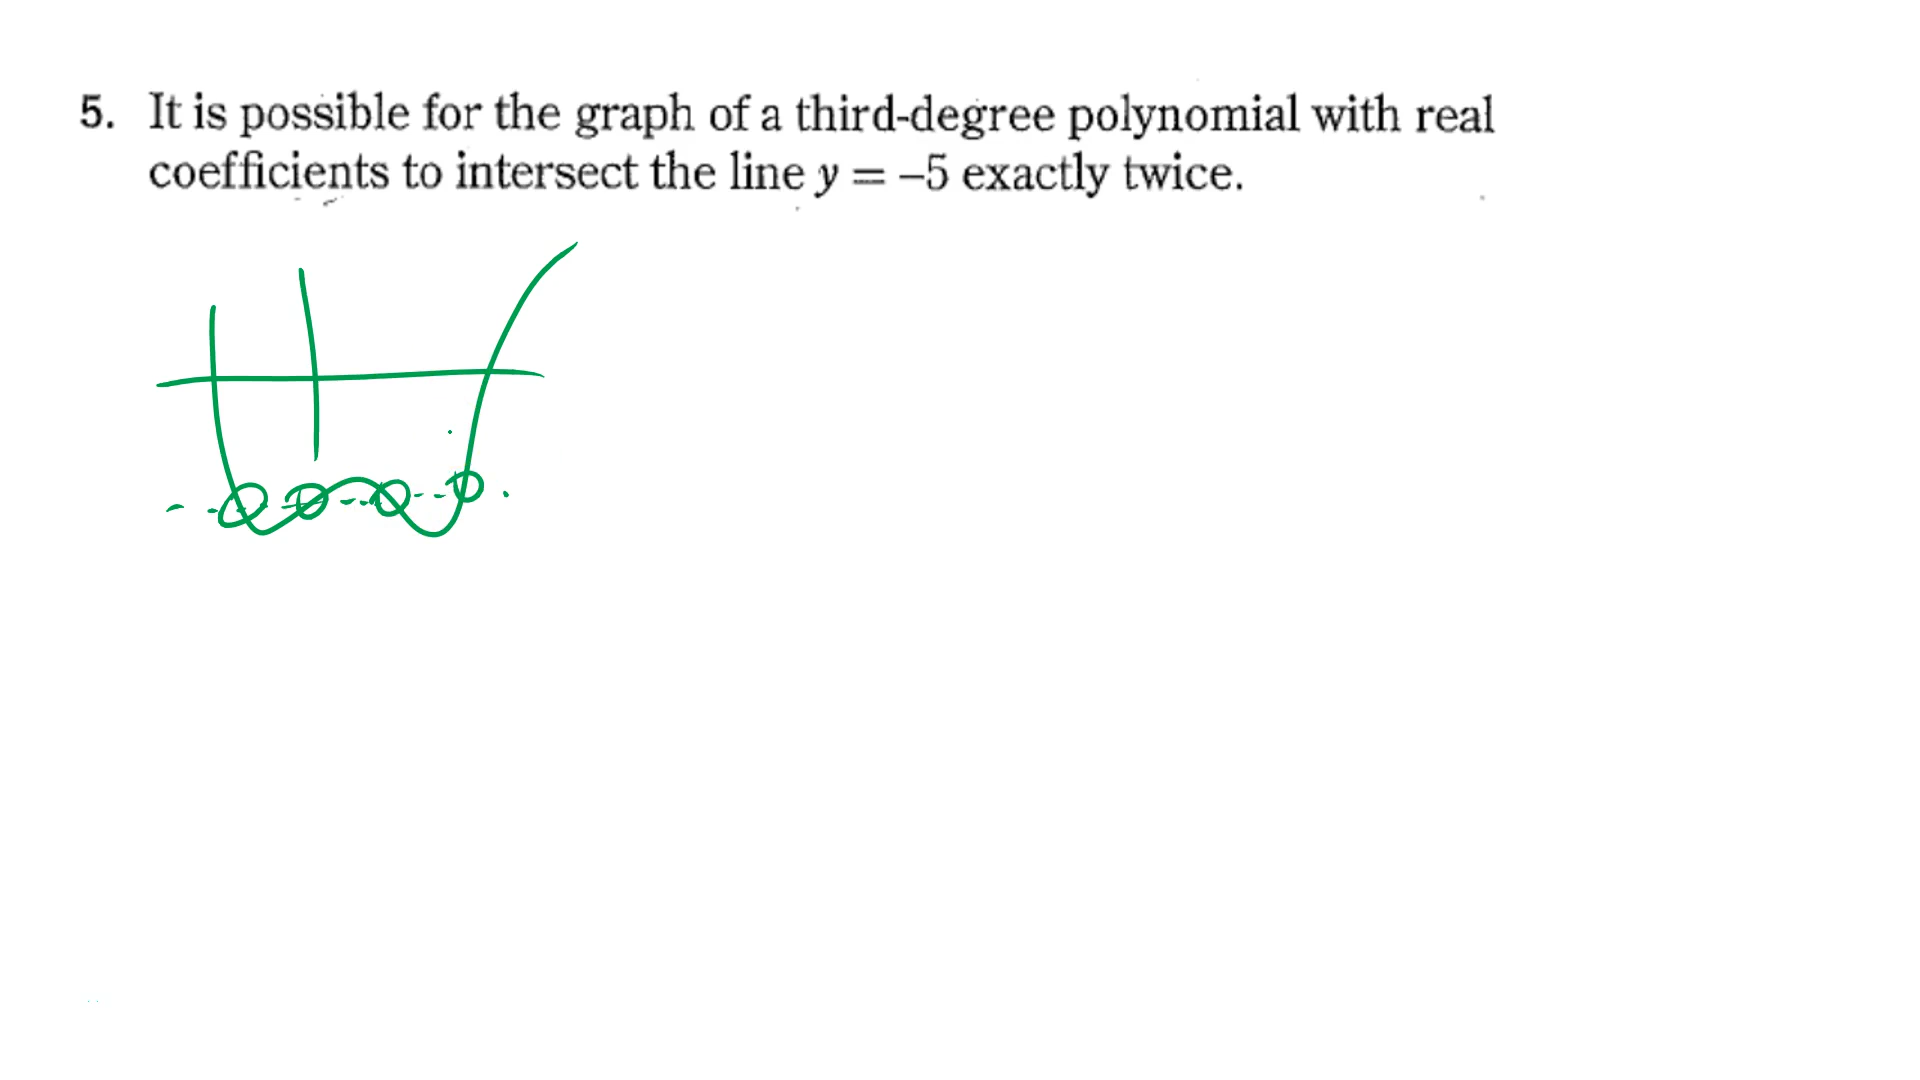 5. It is possible for the graph of a third-degree polynomial with real
coefficients to intersect the line y = –5 exactly twice.